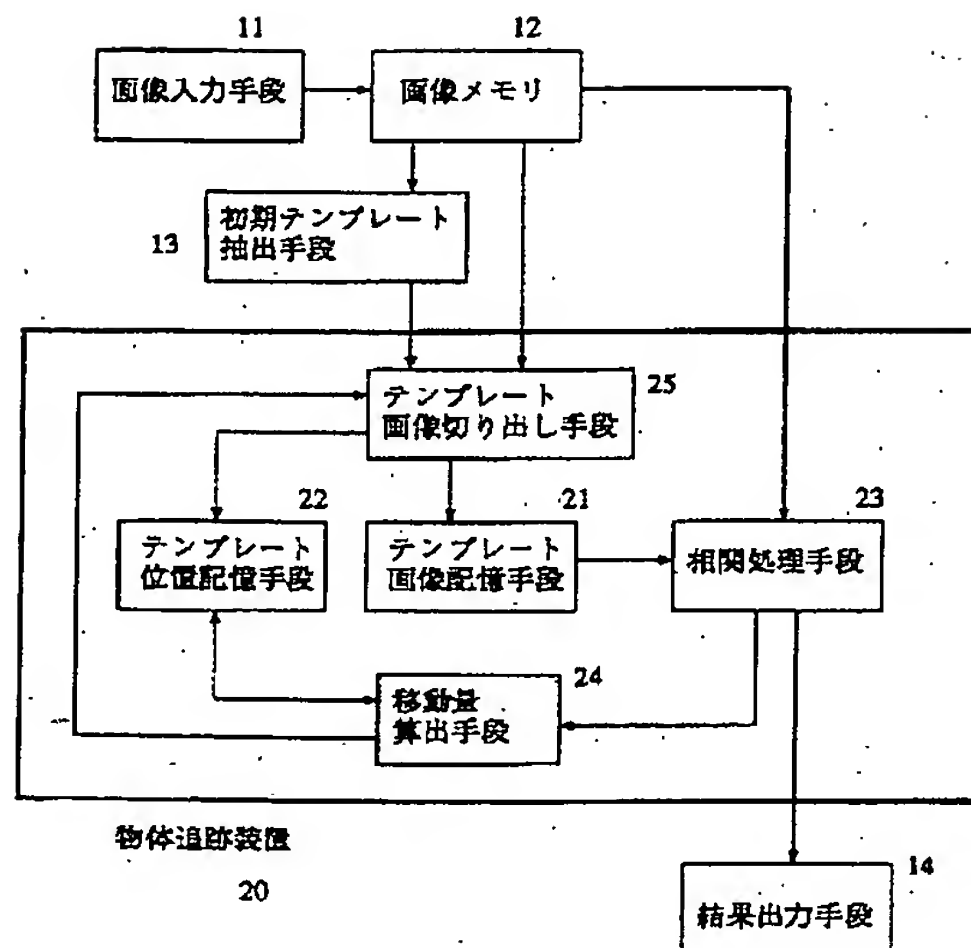 11
12
画像入力手段
画像メモリ
初期テンプレート
抽出手段
13
テンプレート
画像切り出し手段
25
22
21
23
テンプレート
位置記憶手段
テンプレート
画像記憶手段
相関処理手段
24
移動量
算出手段
物体追跡装置
20
14
結果出力手段